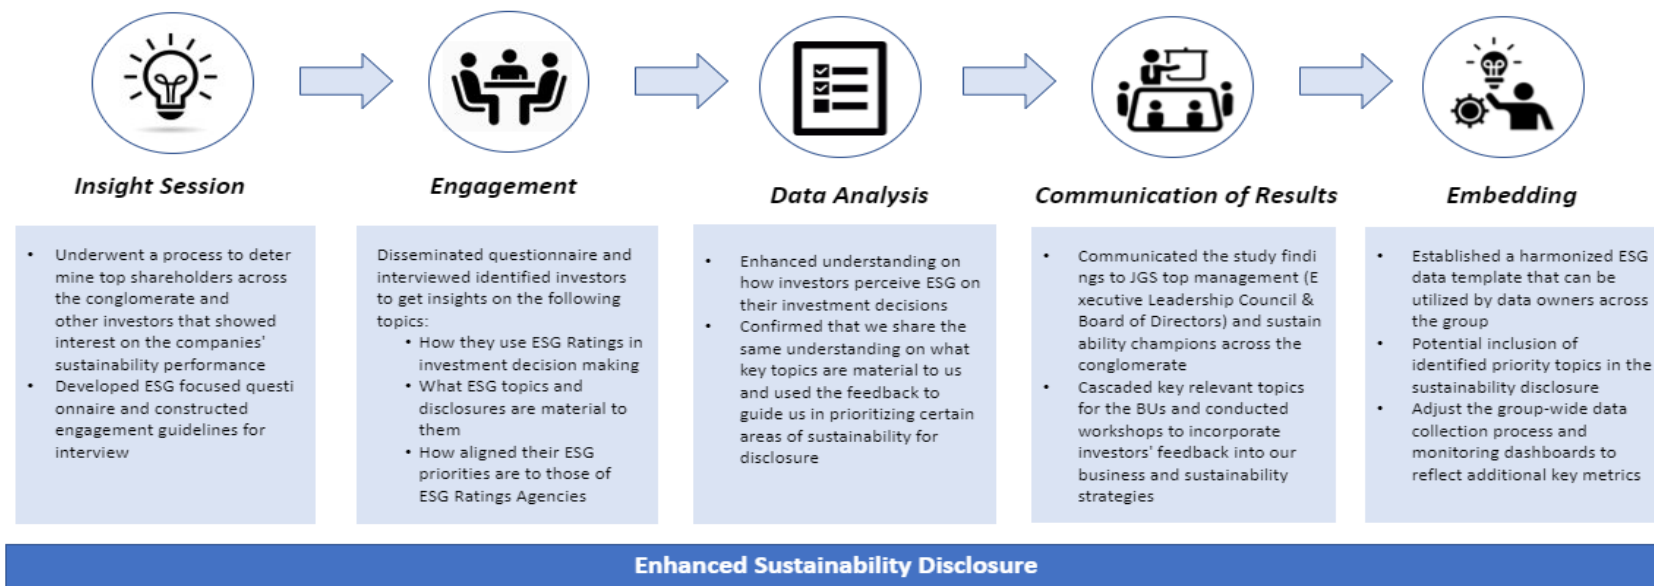 Insight Session
• Underwent a process to deter
mine top shareholders across
the conglomerate and
other investors that showed
interest on the companies'
sustainability performance
• Developed ESG focused questi
onnaire and constructed
engagement guidelines for
interview
Engagement
Disseminated questionnaire and
interviewed identified investors
to get insights on the following
topics:
• How they use ESG Ratings in
investment decision making
• What ESG topics and
disclosures are material to
them
• How aligned their ESG
priorities are to those of
ESG Ratings Agencies
Data Analysis
• Enhanced understanding on
how investors perceive ESG on
their investment decisions
• Confirmed that we share the
same understanding on what
key topics are material to us
and used the feedback to
guide us in prioritizing certain
areas of sustainability for
disclosure
Communication of Results
• Communicated the study findi
ngs to JGS top management (E
xecutive Leadership Council &
Board of Directors) and sustain
ability champions across the
conglomerate
• Cascaded key relevant topics
for the BUs and conducted
workshops to incorporate
investors' feedback into our
business and sustainability
strategies
Embedding
• Established a harmonized ESG
data template that can be
utilized by data owners across
the group
• Potential inclusion of
identified priority topics in the
sustainability disclosure
• Adjust the group-wide data
collection process and
monitoring dashboards to
reflect additional key metrics
Enhanced Sustainability Disclosure